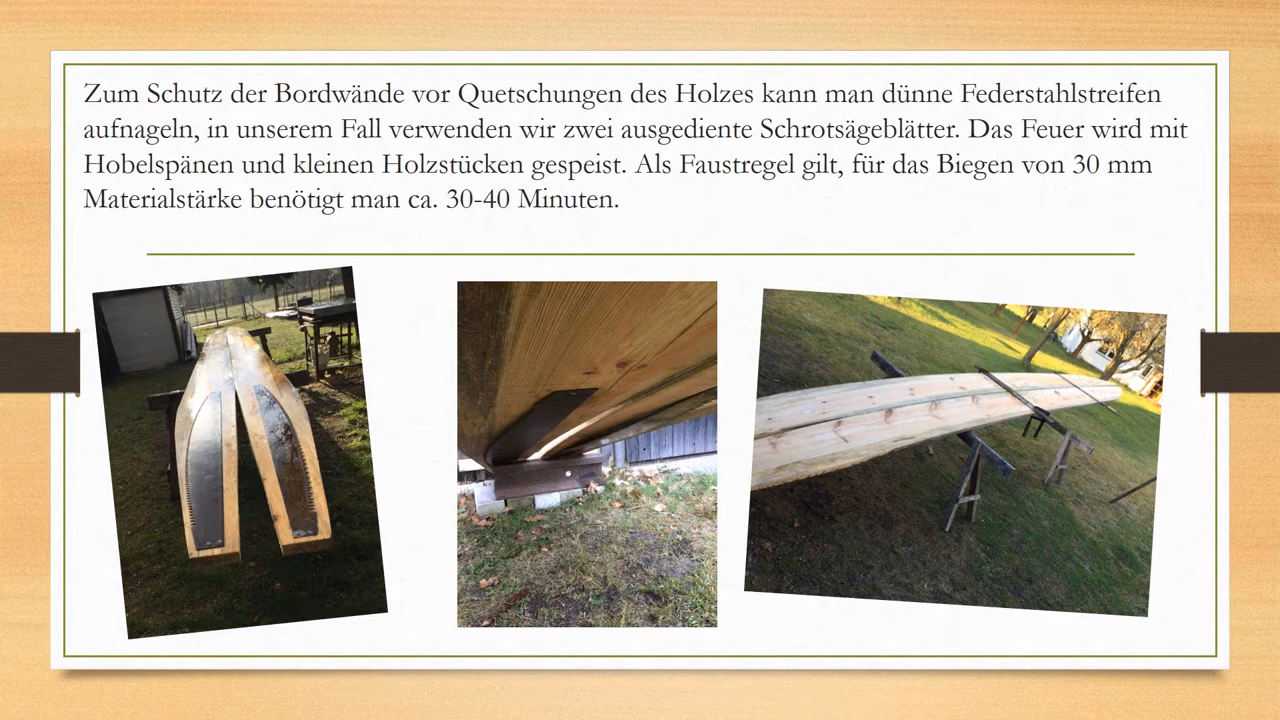 Zum Schutz der Bordwände vor Quetschungen des Holzes kann man dünne Federstahlstreifen
aufnageln, in unserem Fall verwenden wir zwei ausgediente Schrotsägeblätter. Das Feuer wird mit
Hobelspänen und kleinen Holzstücken gespeist. Als Faustregel gilt, für das Biegen von 30 mm
Materialstärke benötigt man ca. 30-40 Minuten.